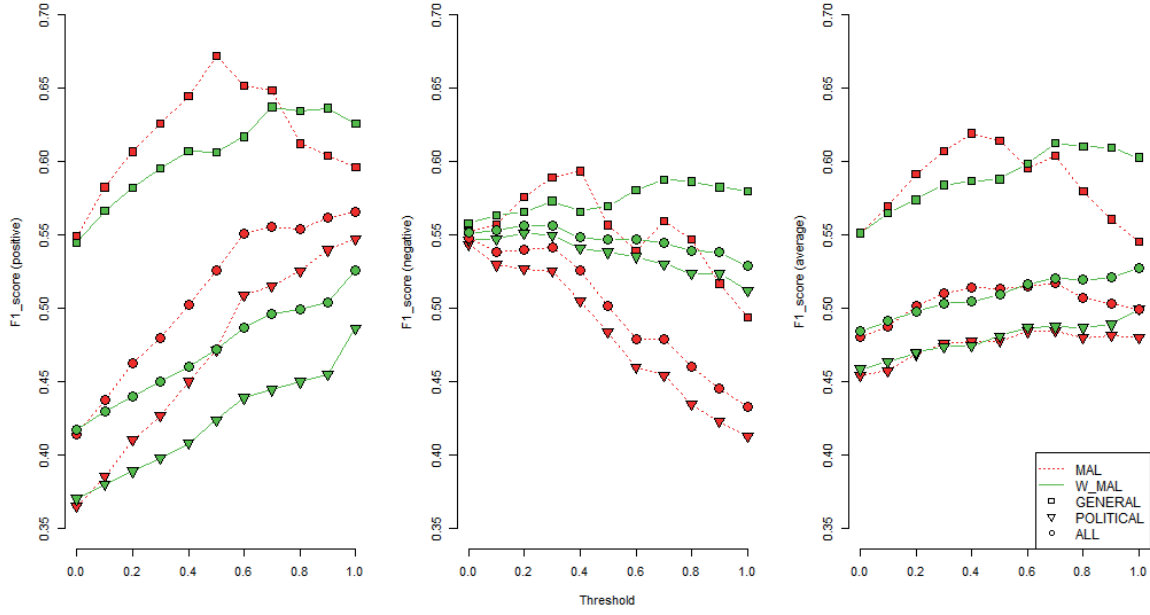 F1_score (positive)
0.70
0.65
0.60
0.55
0.50
0.45
0.40
0.35
0.0 0.2 0.4 0.6 0.8 1.0
F1_score (negative)
0.70
0.65
0.60
0.55
0.50
0.45
0.40
0.35
0.0 0.2 0.4 0.6 0.8 1.0
Threshold
F1_score (average)
0.70
0.65
0.60
0.55
0.50
0.45
0.40
0.35
0.0 0.2 0.4 0.6 0.8 1.0
MAL
W_MAL
GENERAL
POLITICAL
ALL